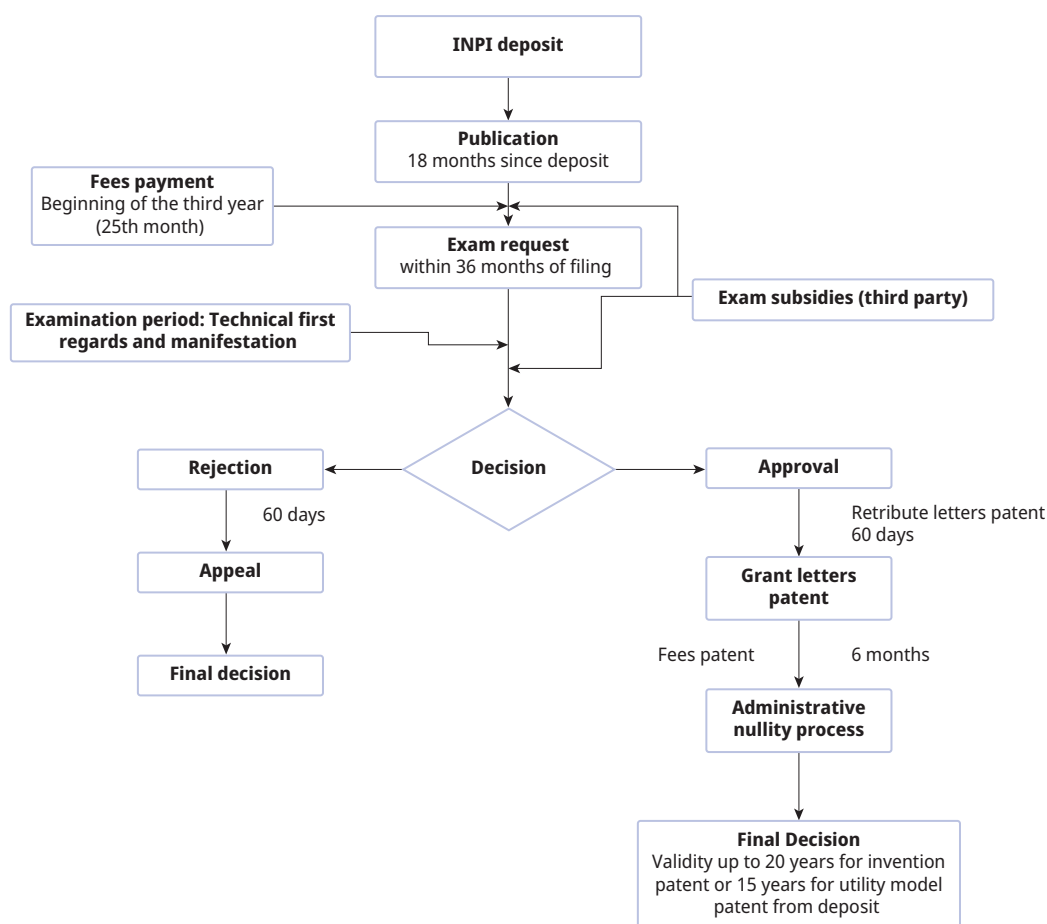 INPI deposit
Publication
18 months since deposit
Fees payment
Beginning of the third year
(25th month)
Exam request
within 36 months of filing
Exam subsidies (third party)
Examination period: Technical first
regards and manifestation
Decision
Rejection
60 days
Appeal
Final decision
Approval
Retribute letters patent
60 days
Grant letters
patent
Fees patent
6 months
Administrative
nullity process
Final Decision
Validity up to 20 years for invention
patent or 15 years for utility model
patent from deposit